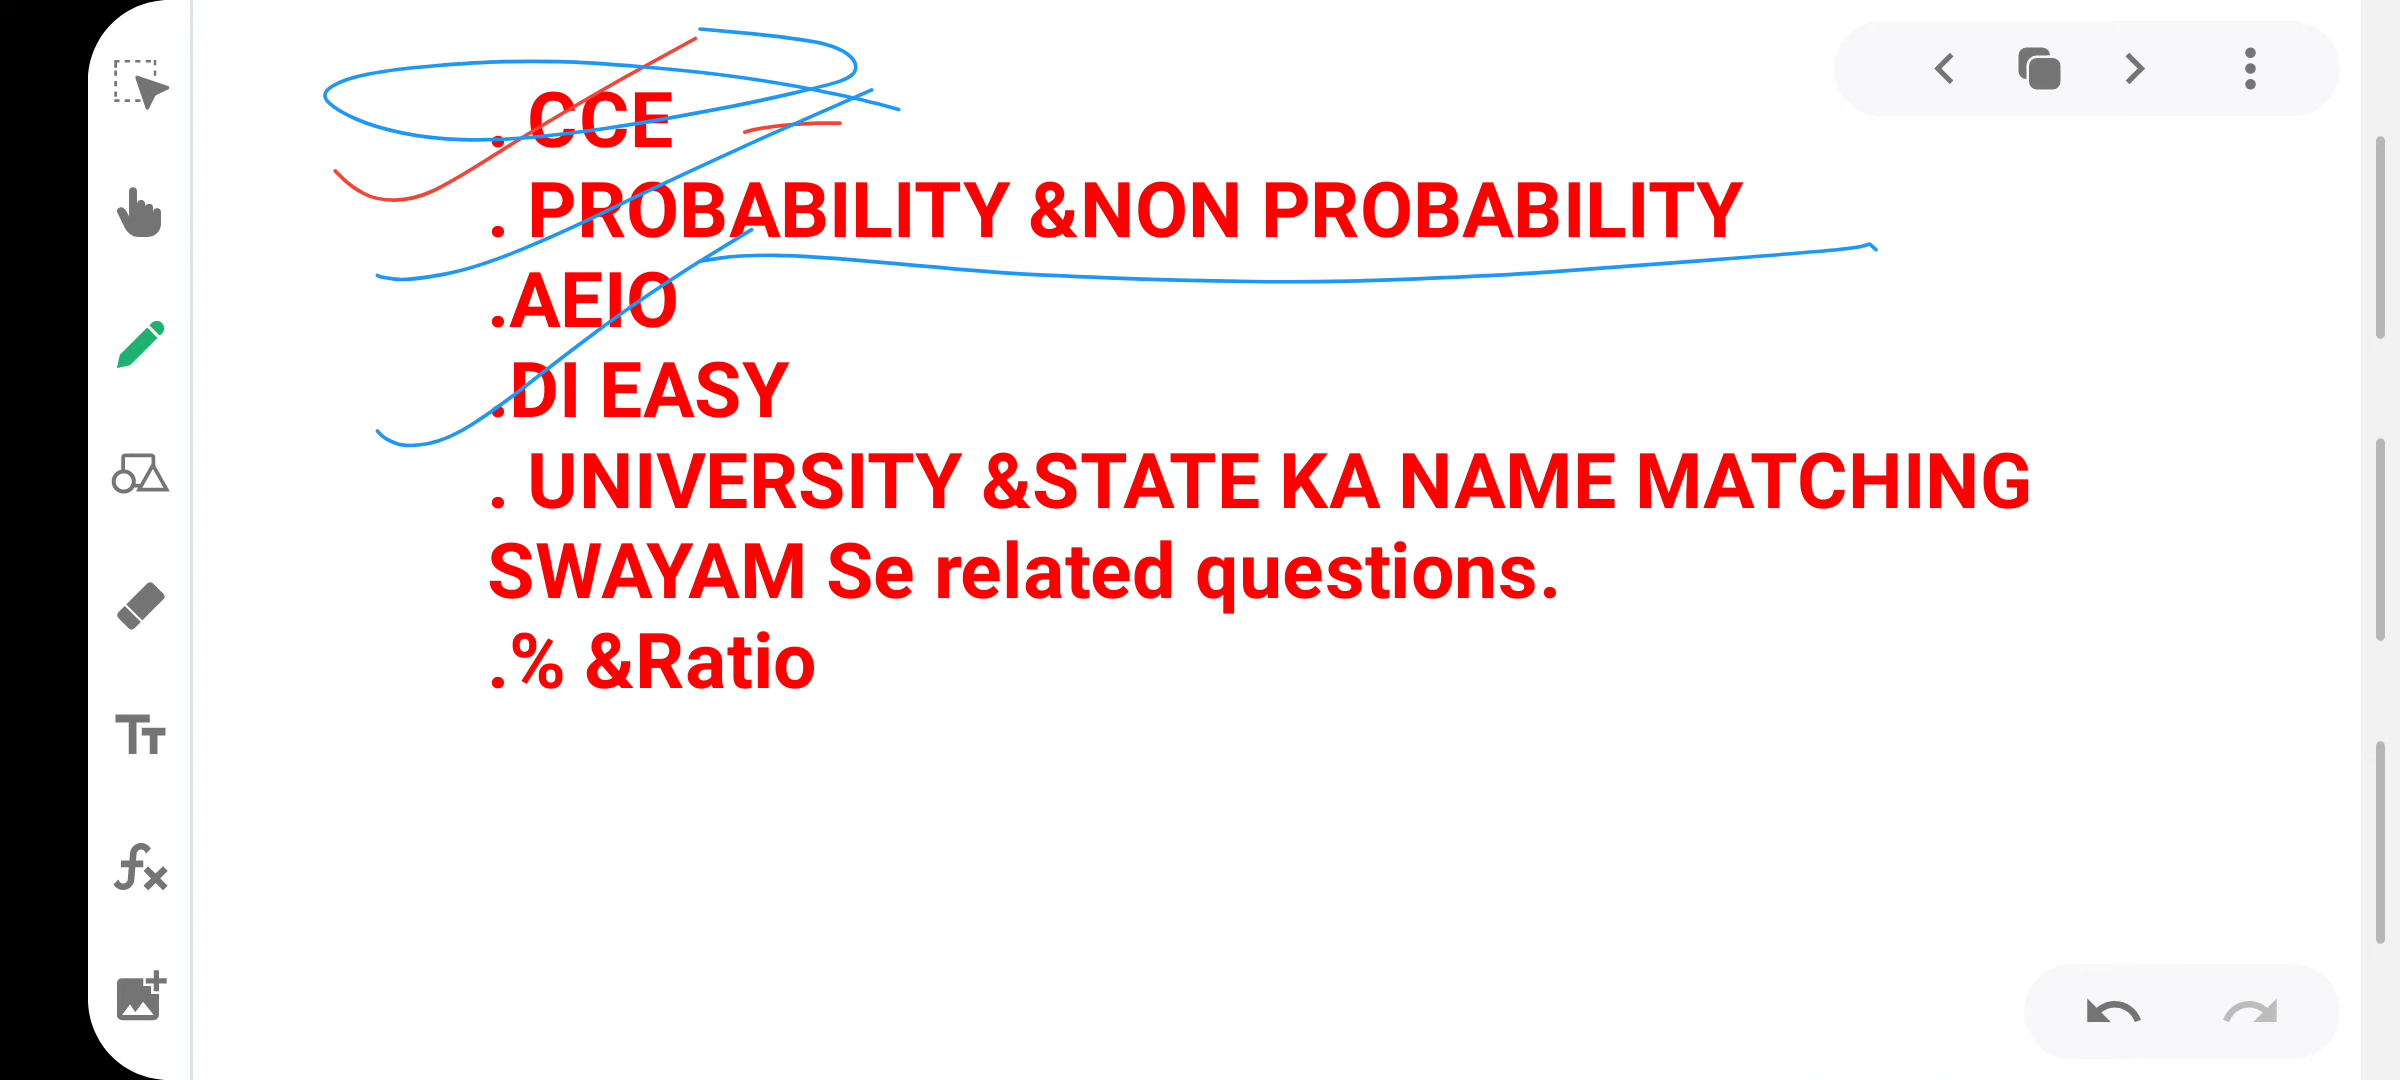 . CCE
. PROBABILITY &NON PROBABILITY
.AEIO
.DI EASY
. UNIVERSITY &STATE KA NAME MATCHING
SWAYAM Se related questions.
.% &Ratio